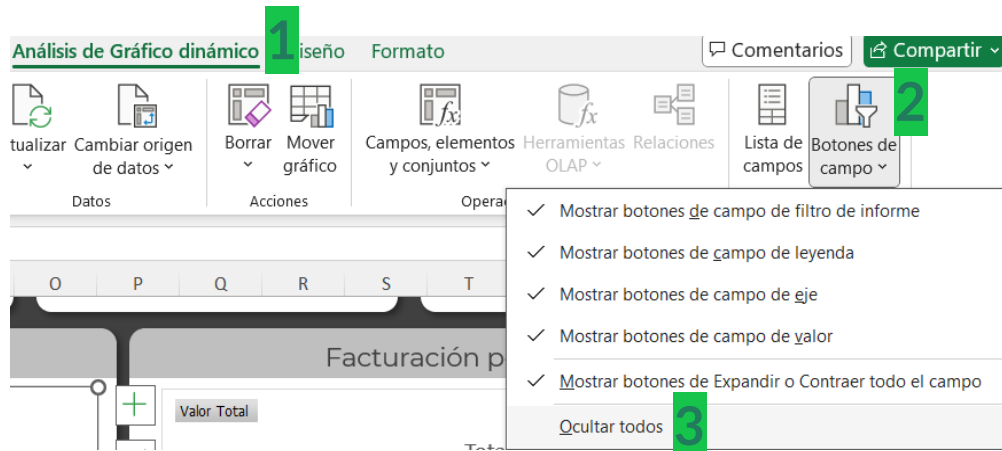 Análisis de Gráfico dinámico 1 iseño Formato Comentarios Compartir
2
tualizar Cambiar origen de datos Borrar Mover gráfico Campos, elementos y conjuntos Herramientas OLAP Relaciones Lista de campos Botones de campo
Datos Acciones Opera
Mostrar botones de campo de filtro de informe
Mostrar botones de campo de leyenda
Mostrar botones de campo de eje
Mostrar botones de campo de valor
Mostrar botones de Expandir o Contraer todo el campo
Ocultar todos 3
O P Q R S T
Facturación p
Valor Total
Tota